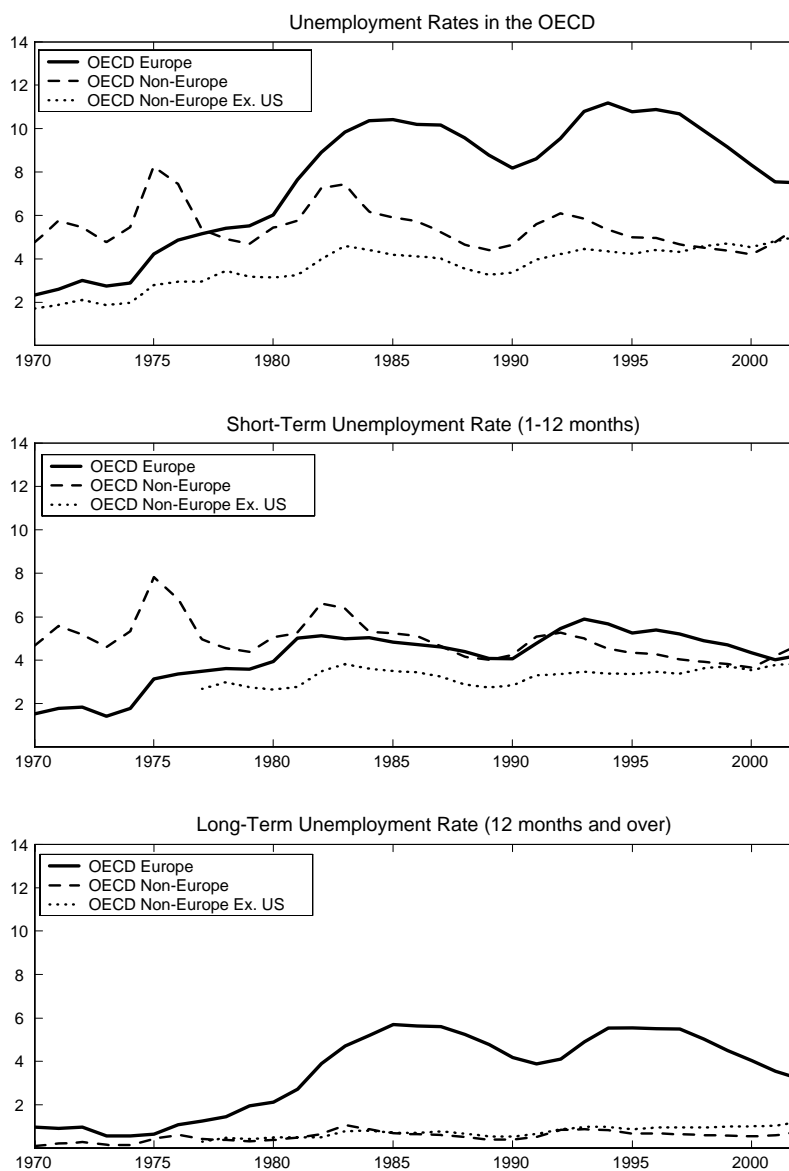 Unemployment Rates in the OECD
14
12
10
8
6
4
2
OECD Europe
OECD Non-Europe
OECD Non-Europe Ex. US
1970 1975 1980 1985 1990 1995 2000
Short-Term Unemployment Rate (1-12 months)
14
12
10
8
6
4
2
OECD Europe
OECD Non-Europe
OECD Non-Europe Ex. US
1970 1975 1980 1985 1990 1995 2000
Long-Term Unemployment Rate (12 months and over)
14
12
10
8
6
4
2
OECD Europe
OECD Non-Europe
OECD Non-Europe Ex. US
1970 1975 1980 1985 1990 1995 2000